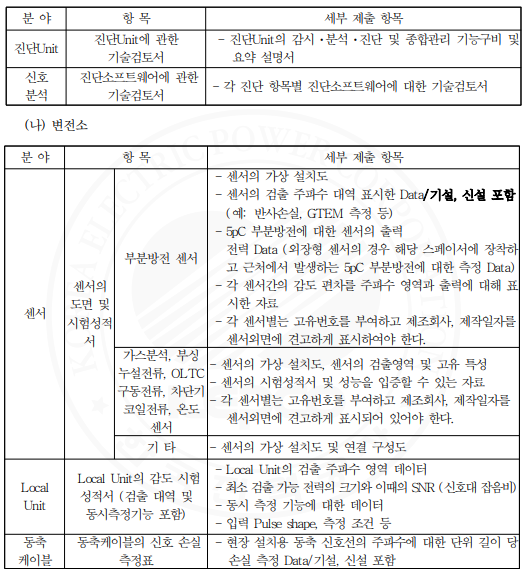 분 야 항 목 세부 제출 항목
진단Unit 진단Unit에 관한 기술검토서 - 진단Unit의 감시·분석·진단 및 종합관리 기능구비 및 요약 설명서
신호 분석 진단소프트웨어에 관한 기술검토서 - 각 진단 항목별 진단소프트웨어에 대한 기술검토서
(나) 변전소
분 야 항 목 세부 제출 항목
센서
센서의
도면 및
시험성적
서
부분방전 센서
- 센서의 가상 설치도
- 센서의 검출 주파수 대역 표시한 Data/기설, 신설 포함
(예: 반사손실, GTEM 측정 등)
- 5pC 부분방전에 대한 센서의 출력
전력 Data (외장형 센서의 경우 해당 스페이서에 장착하
고 근처에서 발생하는 5pC 부분방전에 대한 측정 Data)
- 각 센서간의 감도 편차를 주파수 영역과 출력에 대해 표
시한 자료
- 각 센서별는 고유번호를 부여하고 제조회사, 제작일자를
센서외면에 견고하게 표시하여야 한다.
가스분석, 부싱
누설전류, OLTC
구동전류, 차단기
코일전류, 온도
센서
- 센서의 가상 설치도, 센서의 검출영역 및 고유 특성
- 센서의 시험성적서 및 성능을 입증할 수 있는 자료
- 각 센서별는 고유번호를 부여하고 제조회사, 제작일자를
센서외면에 견고하게 표시되어 있어야 한다.
기 타 - 센서의 가상 설치도 및 연결 구성도
Local
Unit
Local Unit의 감도 시험
성적서 (검출 대역 및
동시측정기능 포함)
- Local Unit의 검출 주파수 영역 데이터
- 최소 검출 가능 전력의 크기와 이때의 SNR (신호대 잡음비)
- 동시 측정 기능에 대한 데이터
- 입력 Pulse shape, 측정 조건 등
동축
케이블
동축케이블의 신호 손실
측정표
- 현장 설치용 동축 신호선의 주파수에 대한 단위 길이 당
손실 측정 Data/기설, 신설 포함